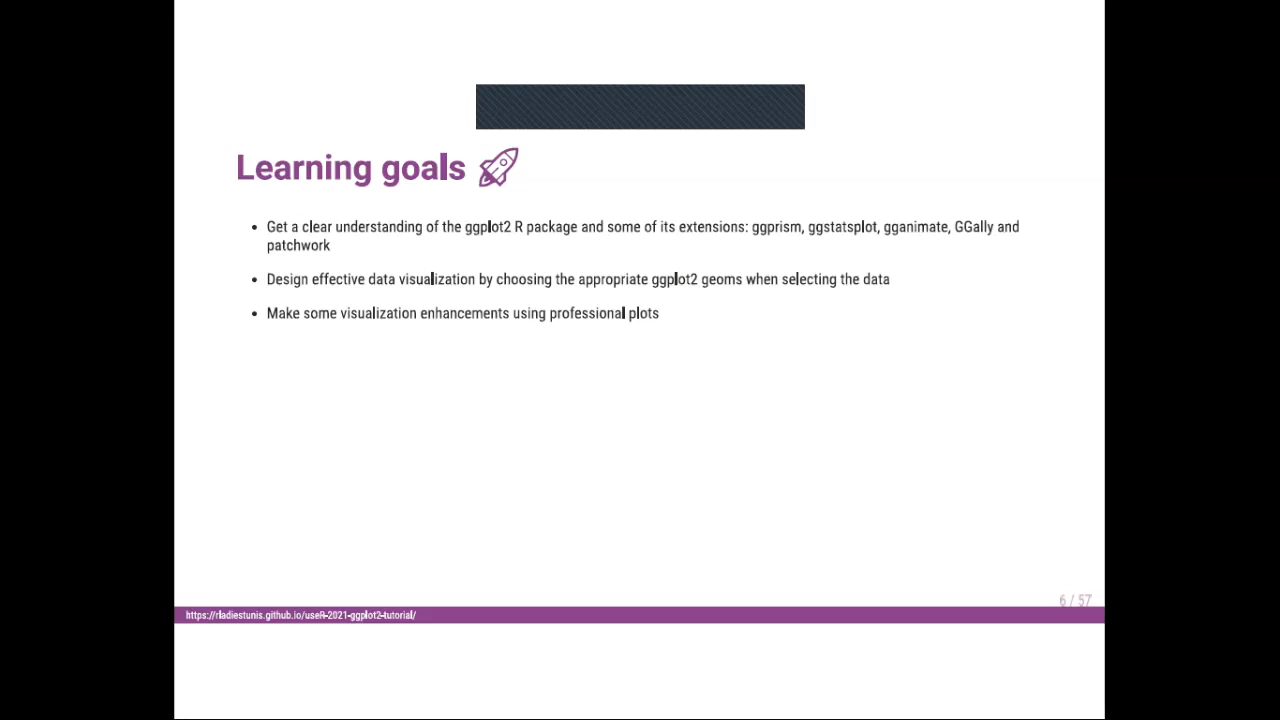 Learning goals
• Get a clear understanding of the ggplot2 R package and some of its extensions: ggprism, ggstatsplot, gganimate, GGally and
patchwork
• Design effective data visualization by choosing the appropriate ggplot2 geoms when selecting the data
• Make some visualization enhancements using professional plots
6 / 57
https://rladiestunis.github.io/useR-2021-ggplot2-tutorial/